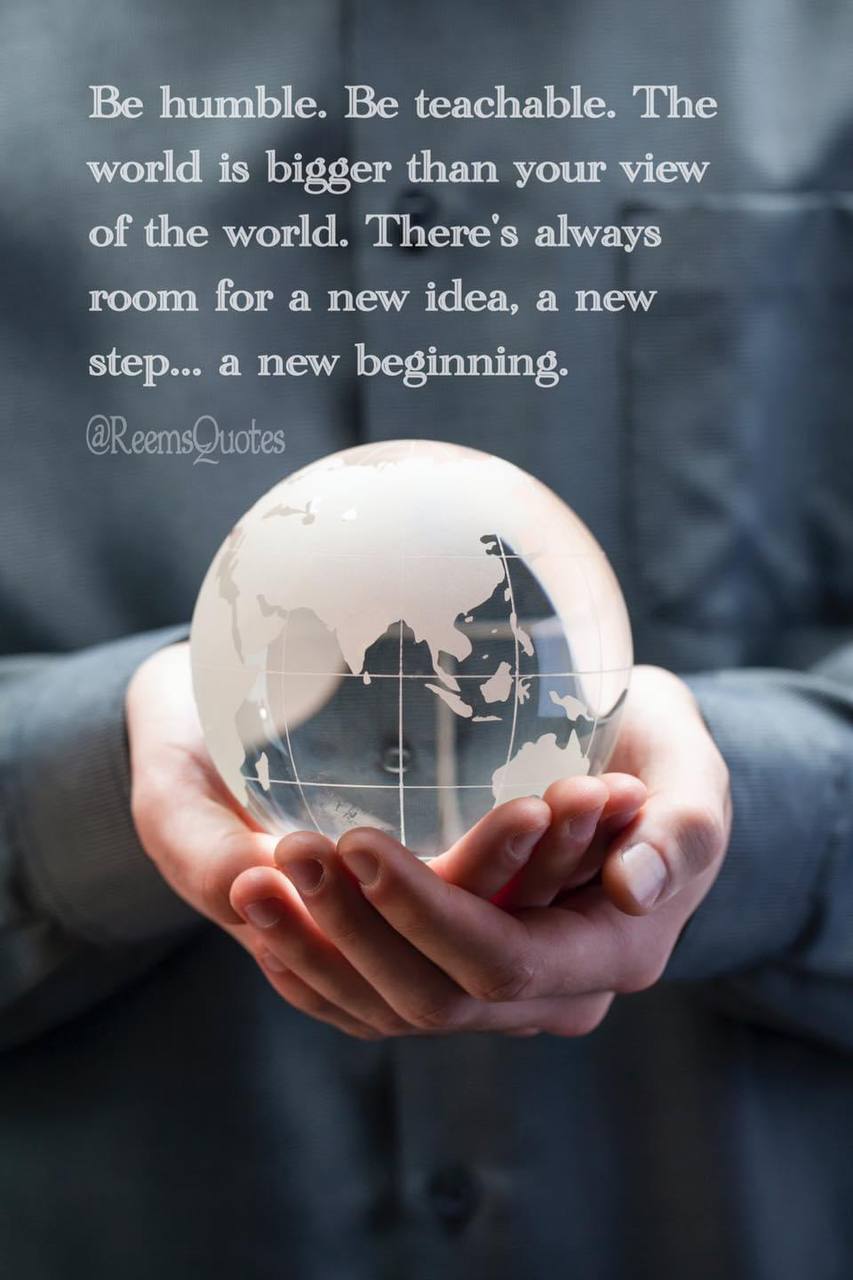 Be humble. Be teachable. The
world is bigger than your view
of the world. There's always
room for a new idea, a new
step... a new beginning.
@ReemsQuotes